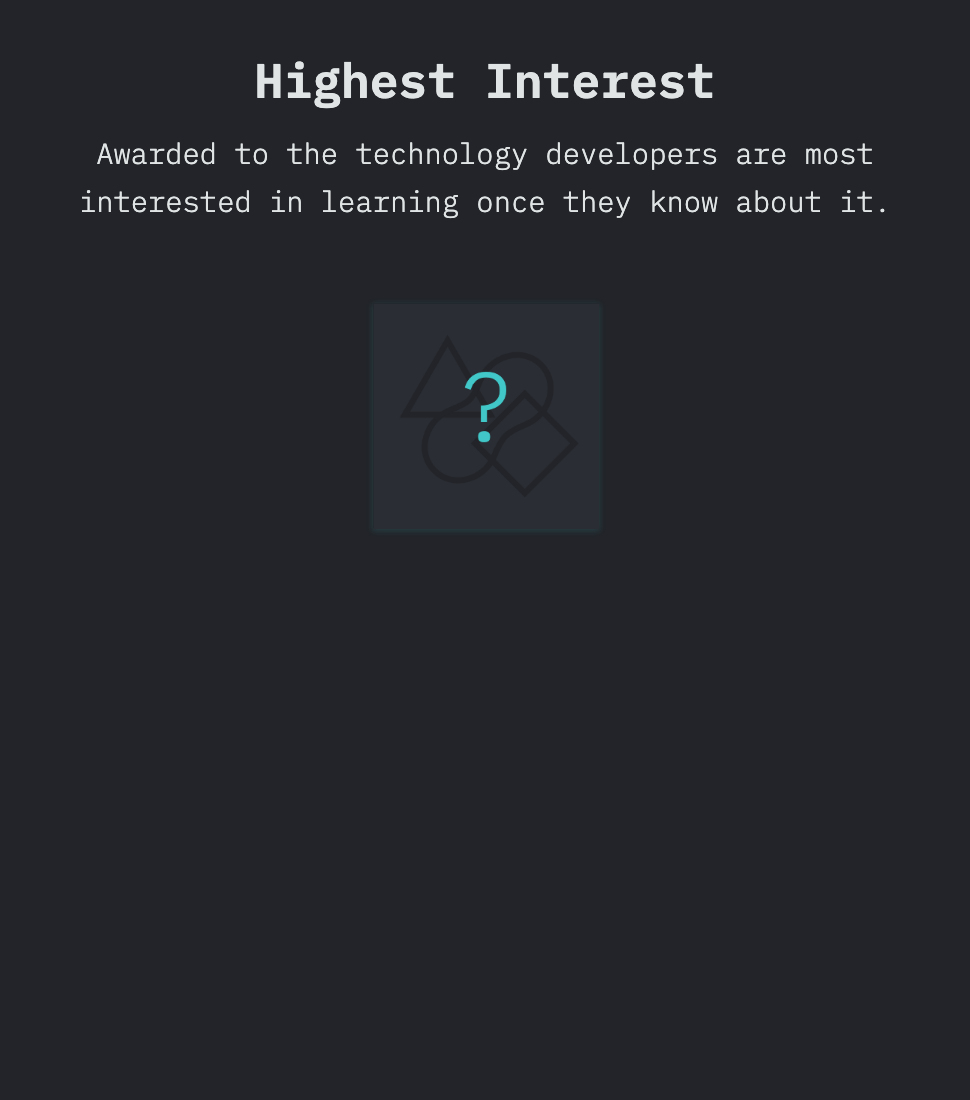 Highest Interest
Awarded to the technology developers are most
interested in learning once they know about it.
?